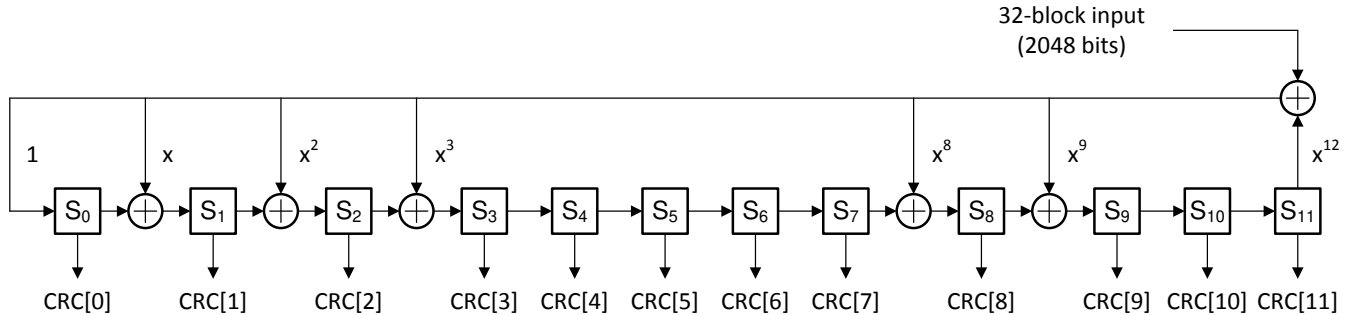 32-block input
(2048 bits)
1 x x² x³ x⁸ x⁹ x¹²
S₀ S₁ S₂ S₃ S₄ S₅ S₆ S₇ S₈ S₉ S₁₀ S₁₁
CRC[0] CRC[1] CRC[2] CRC[3] CRC[4] CRC[5] CRC[6] CRC[7] CRC[8] CRC[9] CRC[10] CRC[11]